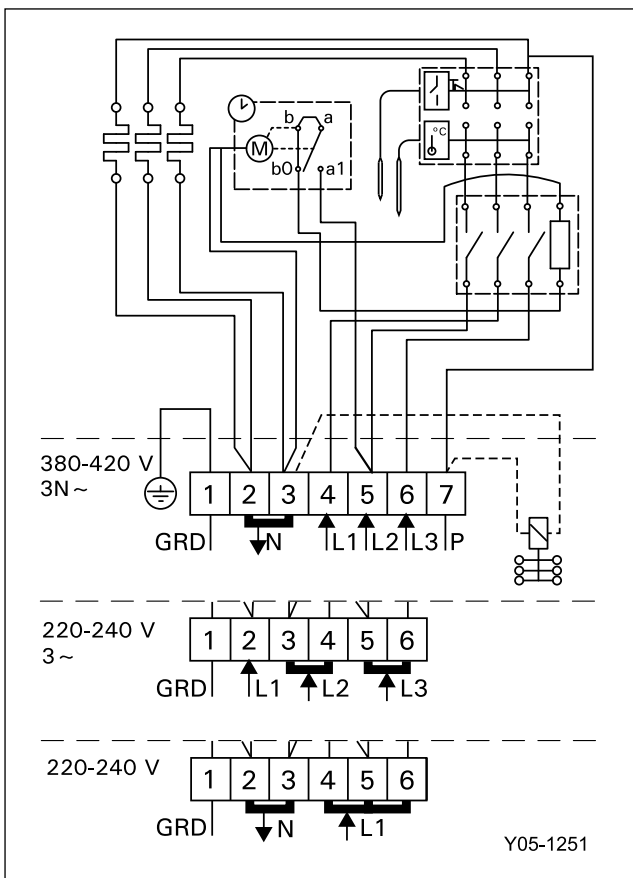 b a
M
b0 a1
°C
380-420 V
3N ~
1 2 3 4 5 6 7
GRD N L1 L2 L3 P
220-240 V
3 ~
1 2 3 4 5 6
GRD L1 L2 L3
220-240 V
1 2 3 4 5 6
GRD N L1
Y05-1251